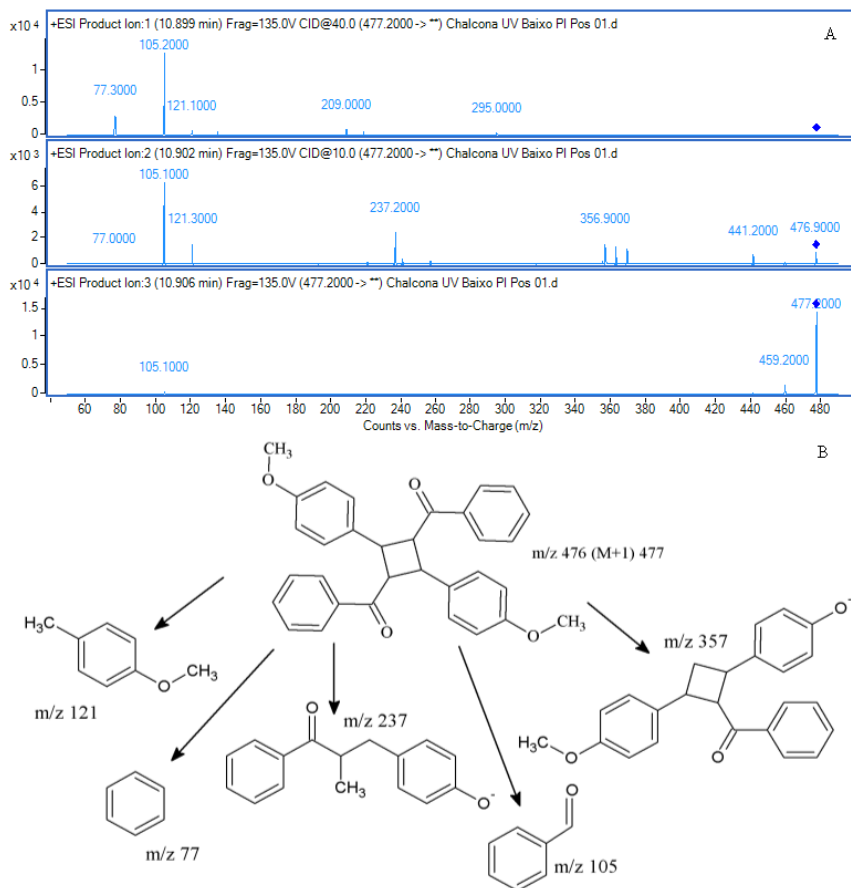 +ESI Product Ion:1 (10.899 min) Frag=135.0V CID@40.0 (477.2000 -> **) Chalcona UV Baixo PI Pos 01.d
A
x10 4
1
0.5
0
105.2000
77.3000
121.1000
209.0000
295.0000
+ESI Product Ion:2 (10.902 min) Frag=135.0V CID@10.0 (477.2000 -> **) Chalcona UV Baixo PI Pos 01.d
x10 3
6
4
2
0
105.1000
121.3000
77.0000
237.2000
356.9000
441.2000
476.9000
+ESI Product Ion:3 (10.906 min) Frag=135.0V (477.2000 -> **) Chalcona UV Baixo PI Pos 01.d
x10 4
1.5
1
0.5
0
477.2000
105.1000
459.2000
60 80 100 120 140 160 180 200 220 240 260 280 300 320 340 360 380 400 420 440 460 480
Counts vs. Mass-to-Charge (m/z)
B
CH3
O
O
m/z 476 (M+1) 477
O
O
CH3
H3C
O
CH3
m/z 121
m/z 77
O
m/z 237
CH3
O-
O
m/z 105
m/z 357
O-
H3C
O
O